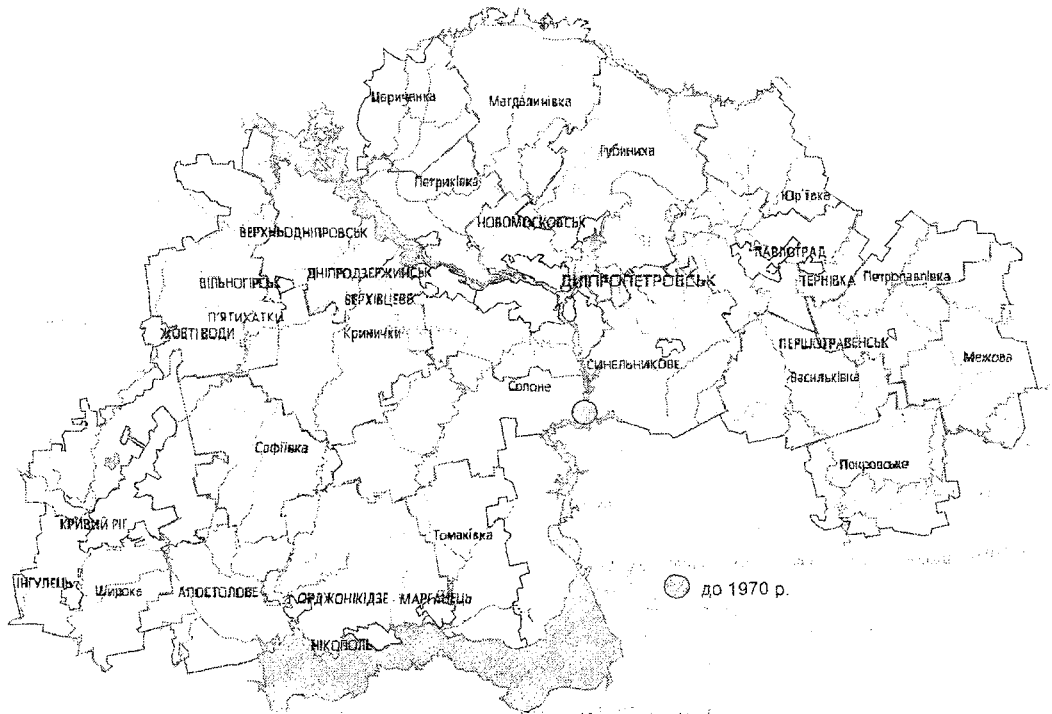 Царичанка
Магдалинівка
Губиниха
Петриківка
Юр'ївка
НОВОМОСКОВСЬК
ВЕРХНЬОДНІПРОВСЬК
ПАВЛОГРАД
ДНІПРОДЗЕРЖИНСЬК
ДНІПРОПЕТРОВСЬК
ТЕРНІВКА
Петропавлівка
ВІЛЬНОГІРСЬК
ВЕРХІВЦЕВЕ
П'ЯТИХАТКИ
ЖОВТІ ВОДИ
Кринички
ПЕРШОТРАВЕНСЬК
Межова
СИНЕЛЬНИКОВЕ
Васильківка
Солоне
Софіївка
Покровське
КРИВИЙ РІГ
Томаківка
ІНГУЛЕЦЬ
Широке
АПОСТОЛОВЕ
ОРДЖОНІКІДЗЕ
МАРГАНЕЦЬ
до 1970 р.
НІКОПОЛЬ